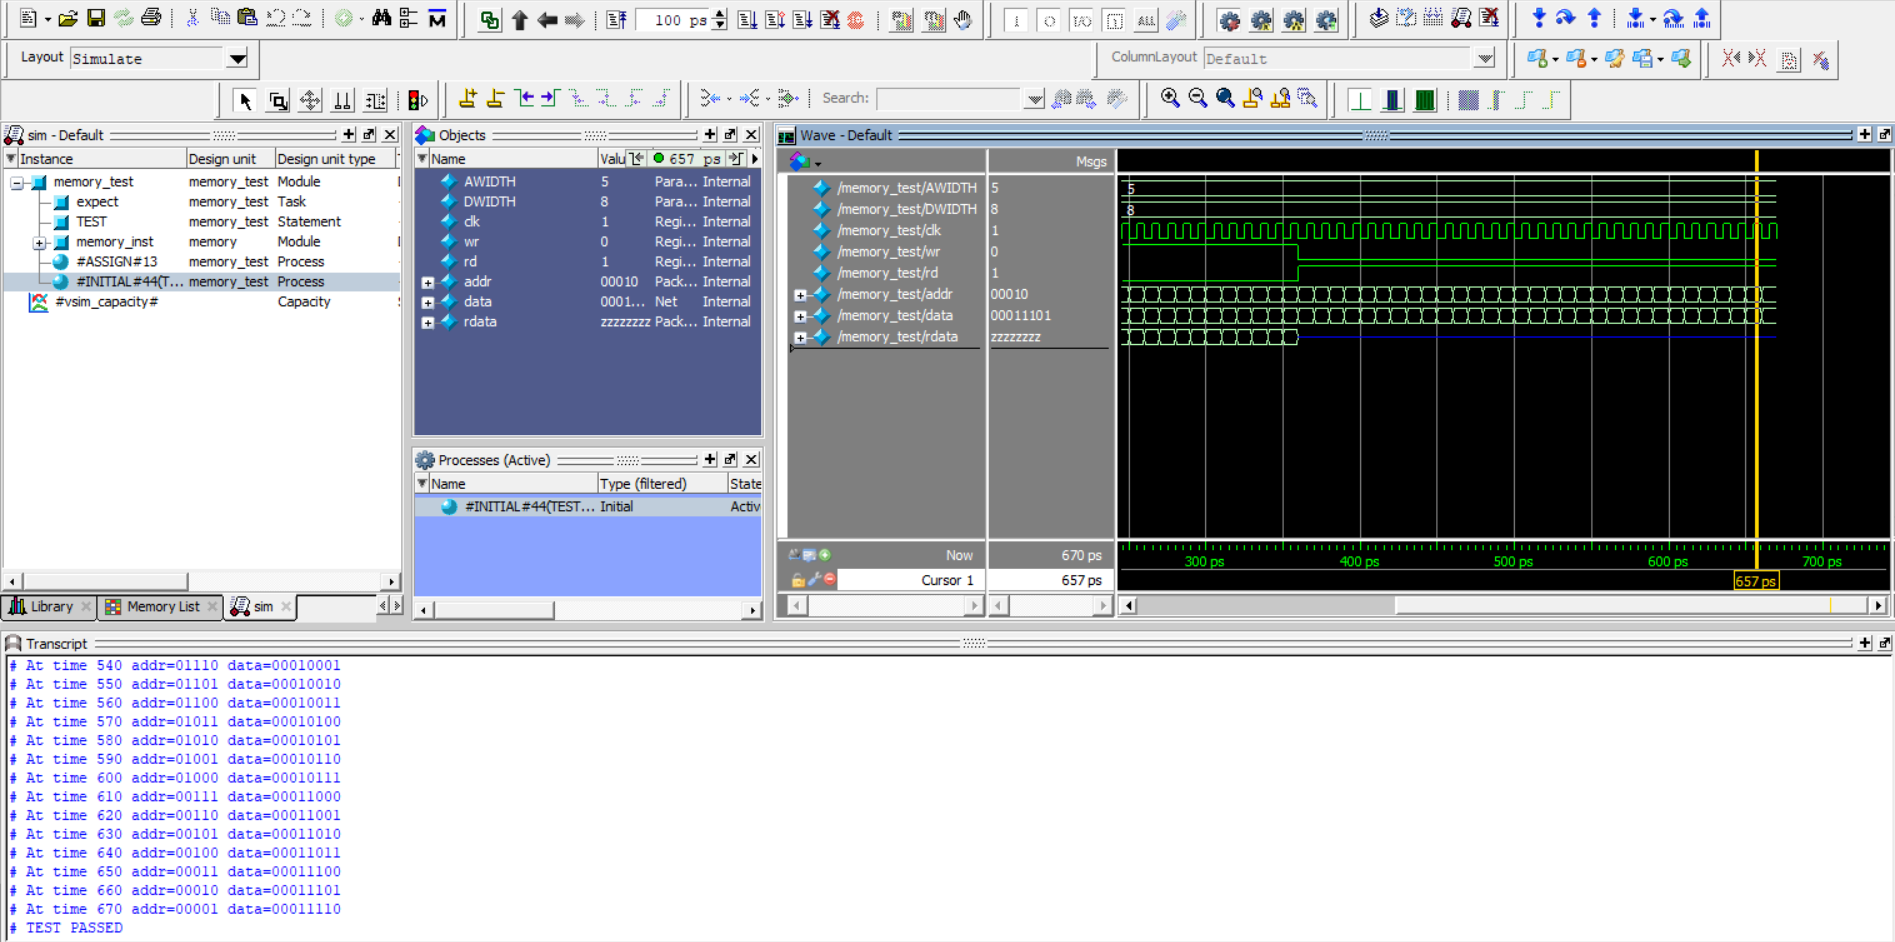 100 ps
I O I/O ALL
Layout Simulate
ColumnLayout Default
Search:
sim - Default
Instance Design unit Design unit type
memory_test memory_test Module
expect memory_test Task
TEST memory_test Statement
memory_inst memory Module
#ASSIGN#13 memory_test Process
#INITIAL#44(T... memory_test Process
#vsim_capacity# Capacity
Library Memory List sim
Objects
Name Valu 657 ps
AWIDTH 5 Para... Internal
DWIDTH 8 Para... Internal
clk 1 Regi... Internal
wr 0 Regi... Internal
rd 1 Regi... Internal
addr 00010 Pack... Internal
data 0001... Net Internal
rdata zzzzzzzz Pack... Internal
Processes (Active)
Name Type (filtered) State
#INITIAL#44(TEST... Initial Activ
Wave - Default
Msgs
/memory_test/AWIDTH 5 5
/memory_test/DWIDTH 8 8
/memory_test/clk 1
/memory_test/wr 0
/memory_test/rd 1
/memory_test/addr 00010
/memory_test/data 00011101
/memory_test/rdata zzzzzzzz
Now 670 ps 300 ps 400 ps 500 ps 600 ps 700 ps
Cursor 1 657 ps 657 ps
Transcript
# At time 540 addr=01110 data=00010001
# At time 550 addr=01101 data=00010010
# At time 560 addr=01100 data=00010011
# At time 570 addr=01011 data=00010100
# At time 580 addr=01010 data=00010101
# At time 590 addr=01001 data=00010110
# At time 600 addr=01000 data=00010111
# At time 610 addr=00111 data=00011000
# At time 620 addr=00110 data=00011001
# At time 630 addr=00101 data=00011010
# At time 640 addr=00100 data=00011011
# At time 650 addr=00011 data=00011100
# At time 660 addr=00010 data=00011101
# At time 670 addr=00001 data=00011110
# TEST PASSED